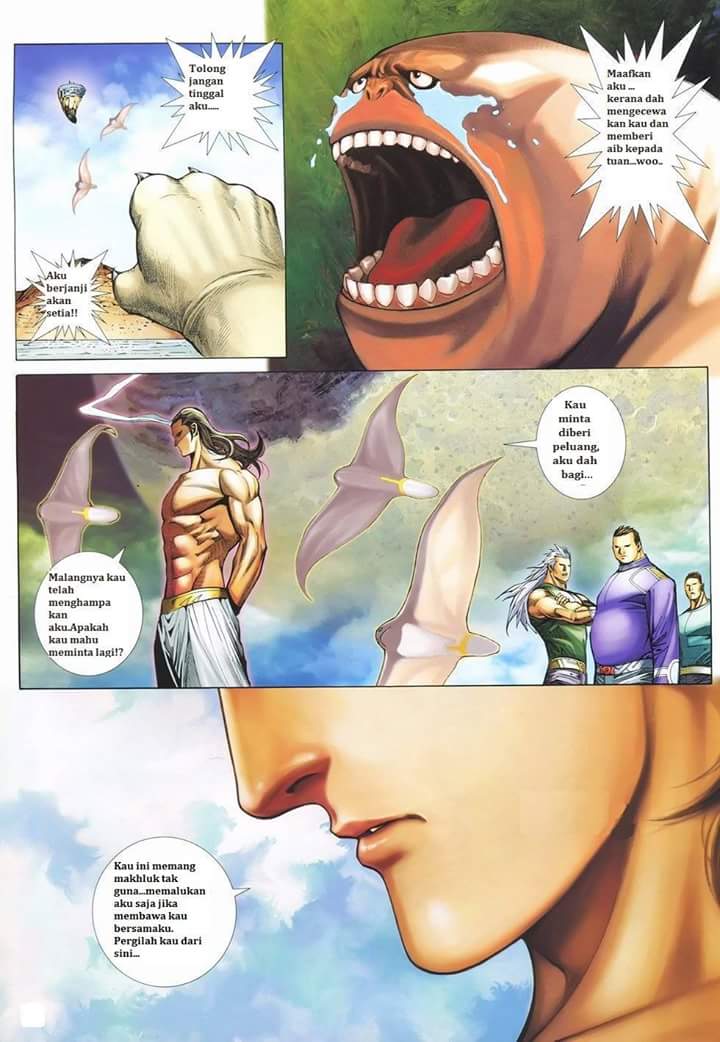 Tolong
jangan
tinggal
aku.....
Maafkan
aku ...
kerana dah
mengecewa
kan kau dan
memberi
aib kepada
tuan...woo..
Aku
berjanji
akan
setia!!
Kau
minta
diberi
peluang,
aku dah
bagi...
Malangnya kau
telah
menghampa
kan
aku.Apakah
kau mahu
meminta lagi!?
Kau ini memang
makhluk tak
guna...memalukan
aku saja jika
membawa kau
bersamaku.
Pergilah kau dari
sini...